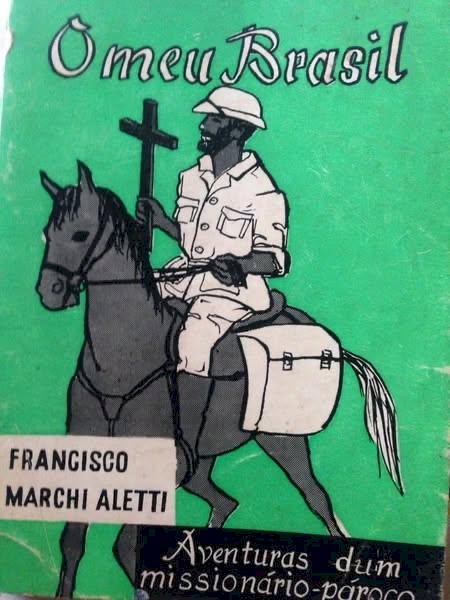 O meu Brasil
FRANCISCO
MARCHI ALETTI
Aventuras dum
missionário-pároco